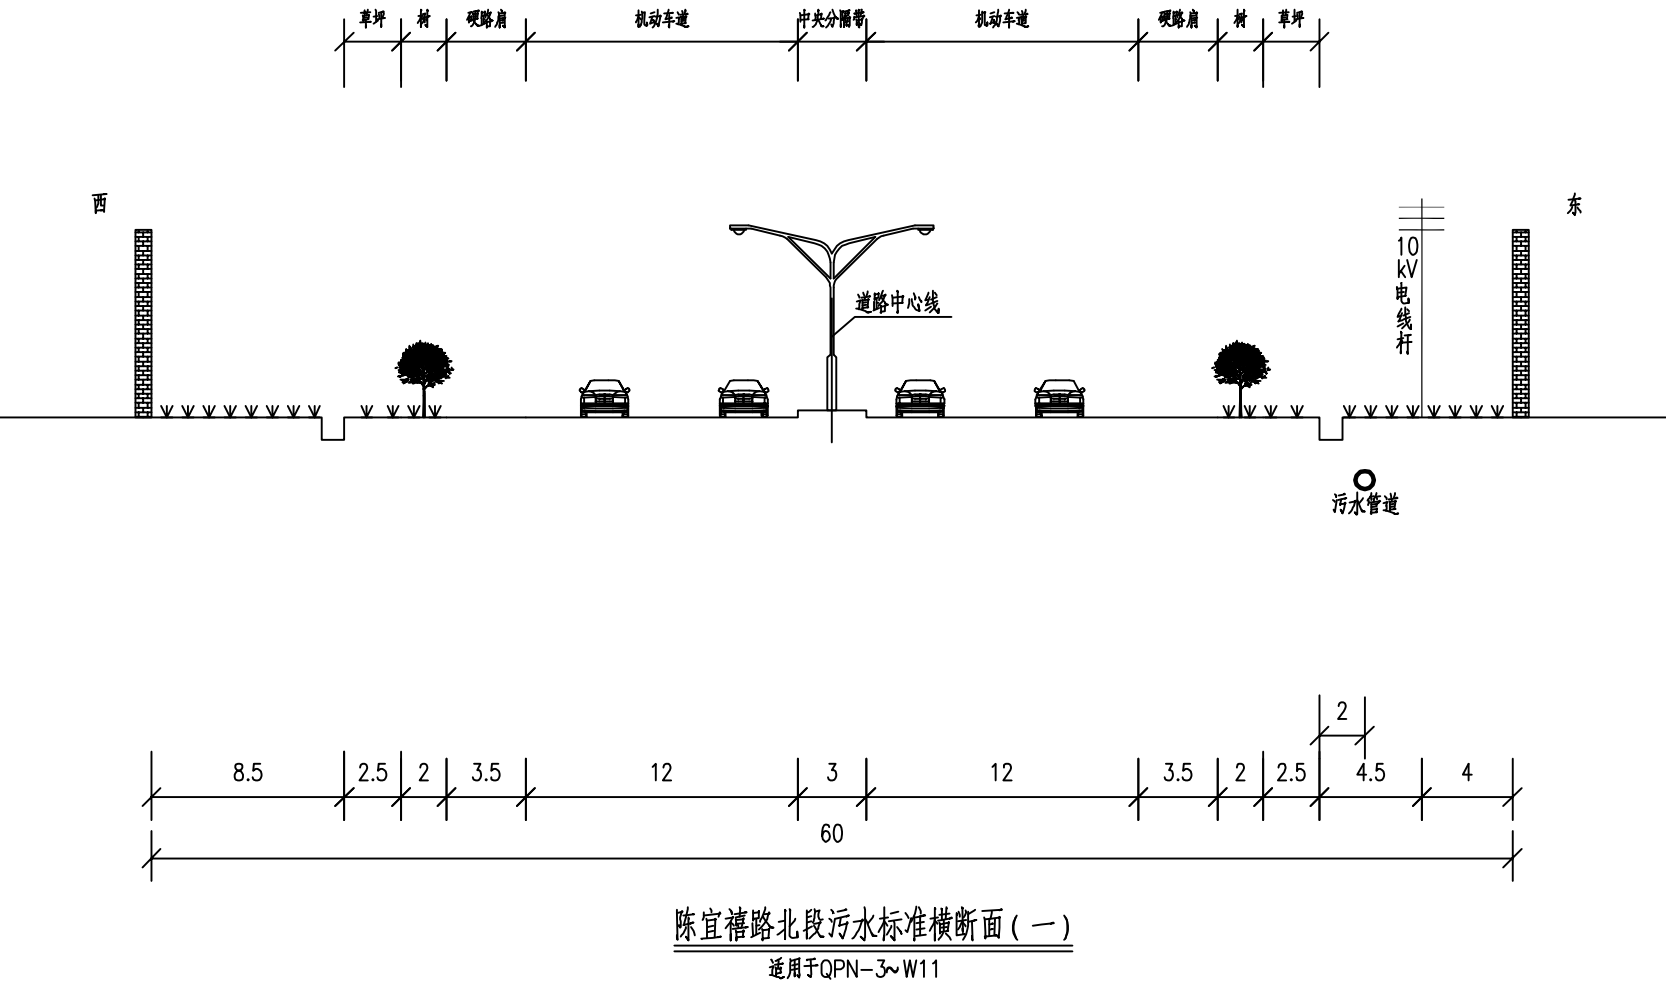 草坪 树 硬路肩 机动车道 中央分隔带 机动车道 硬路肩 树 草坪
西 东
10
kV
电
线
杆
道路中心线
污水管道
2
8.5 2.5 2 3.5 12 3 12 3.5 2 2.5 4.5 4
60
陈宜禧路北段污水标准横断面(一)
适用于QPN-3~W11